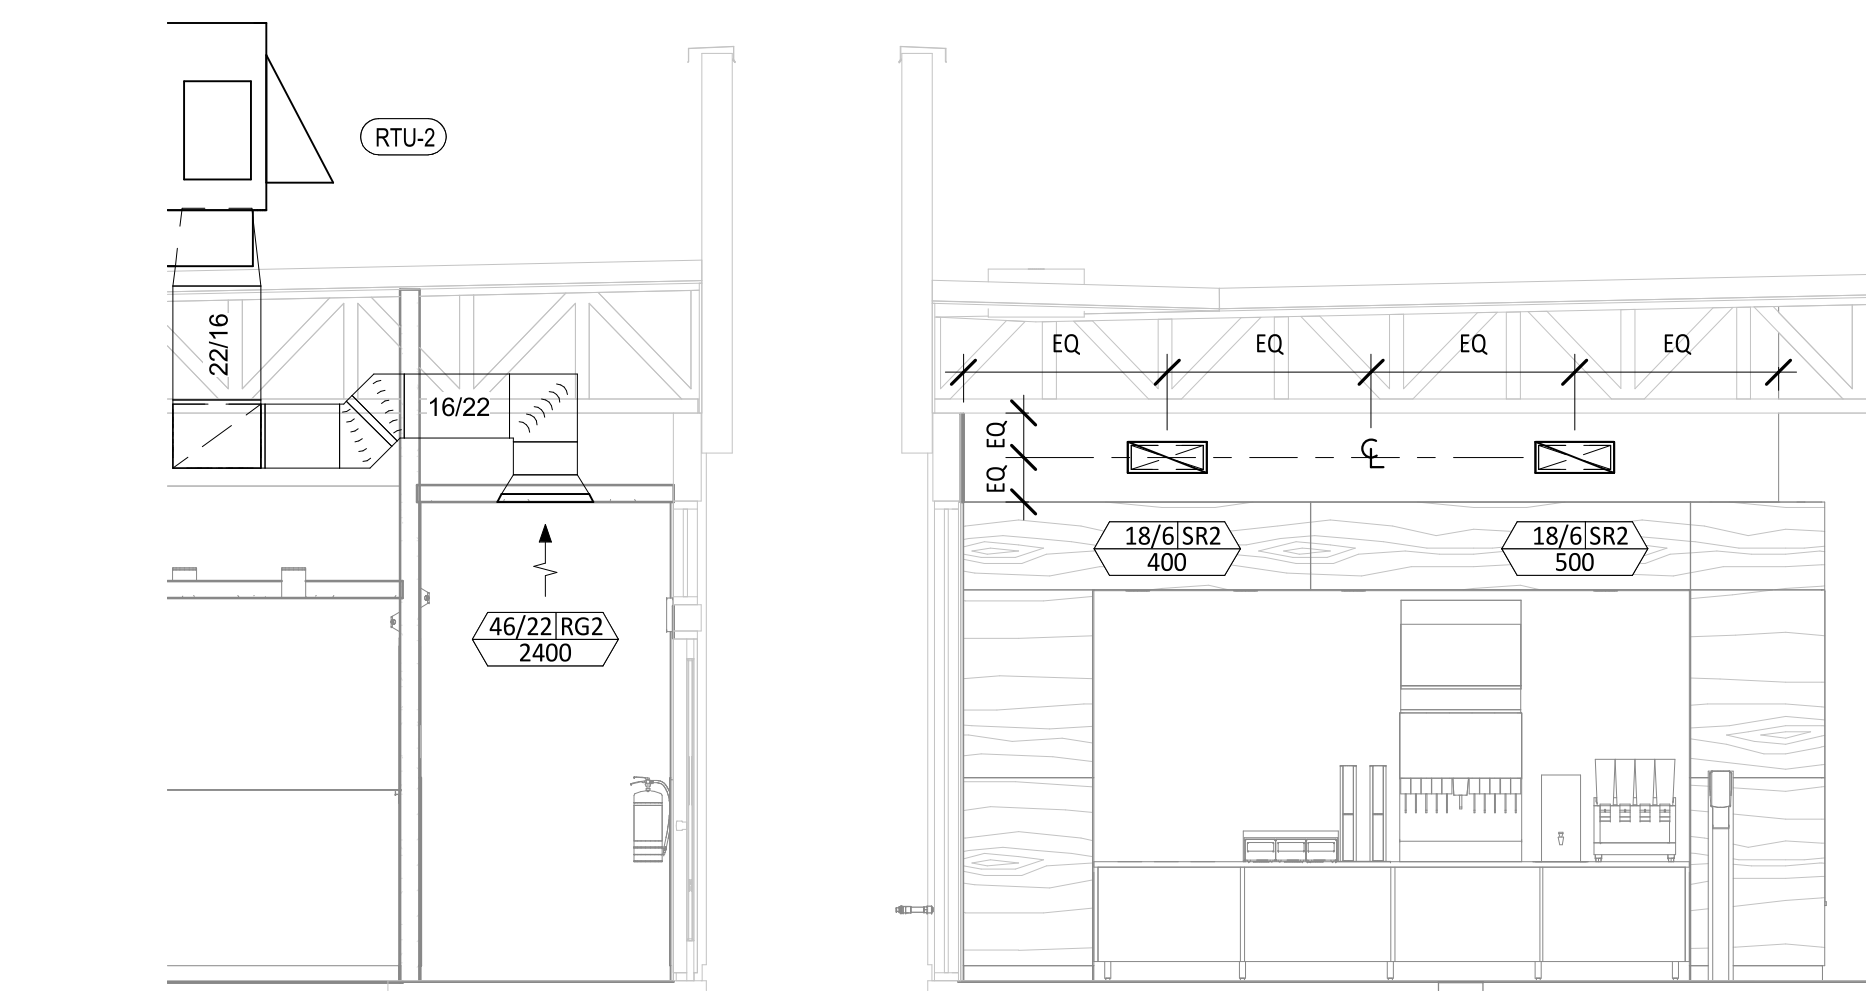 RTU-2
22/16
16/22
46/22 RG2
2400
EQ EQ EQ EQ
EQ
EQ
CL
18/6 SR2
400
18/6 SR2
500